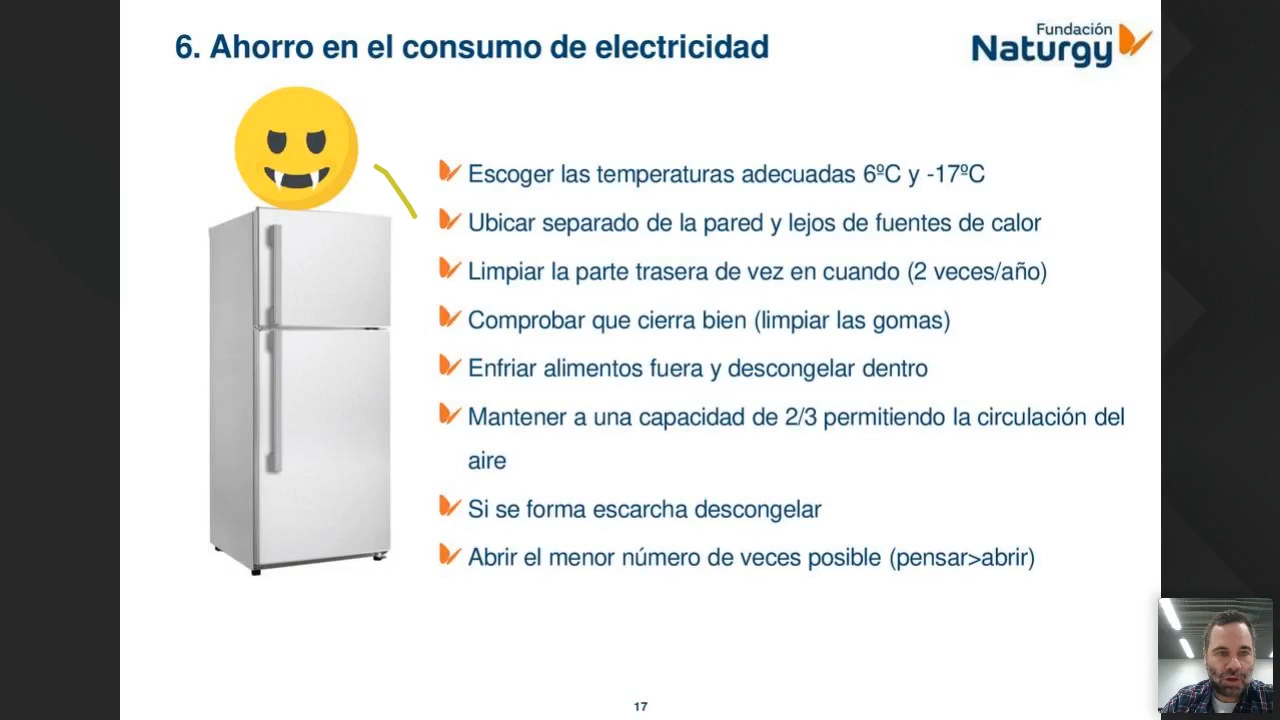 6. Ahorro en el consumo de electricidad
Fundación
Naturgy
Escoger las temperaturas adecuadas 6ºC y -17ºC
Ubicar separado de la pared y lejos de fuentes de calor
Limpiar la parte trasera de vez en cuando (2 veces/año)
Comprobar que cierra bien (limpiar las gomas)
Enfriar alimentos fuera y descongelar dentro
Mantener a una capacidad de 2/3 permitiendo la circulación del
aire
Si se forma escarcha descongelar
Abrir el menor número de veces posible (pensar>abrir)
17